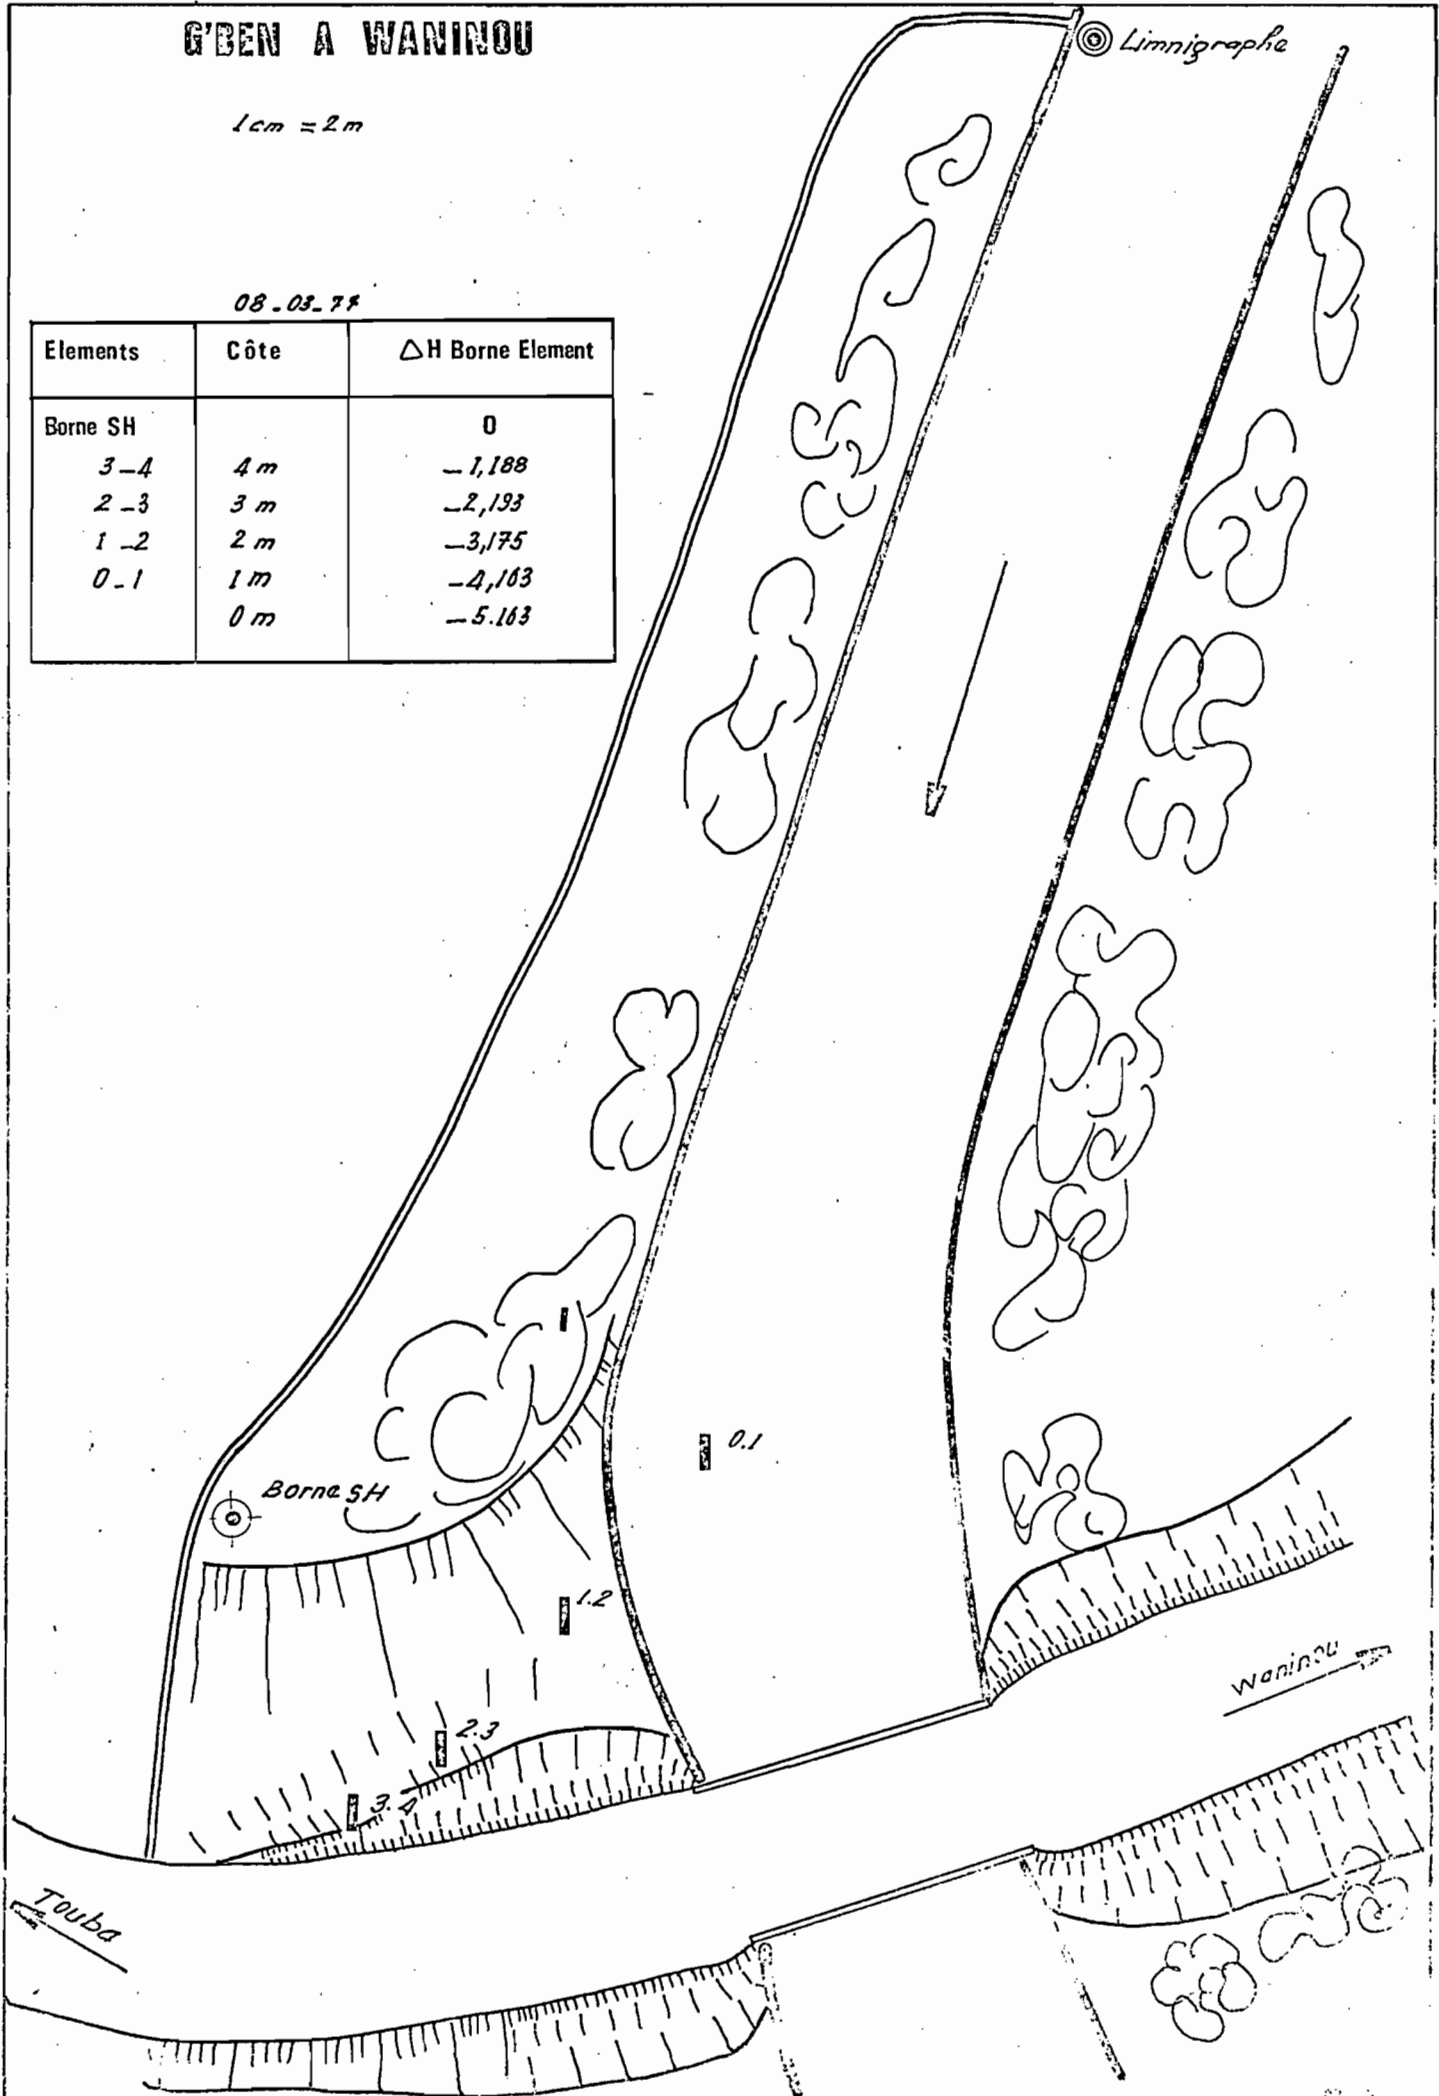 G'BEN A WANINOU
1cm = 2m
Limnigraphe
08-03-77
Elements Côte △H Borne Element
Borne SH 0
3-4 4 m -1,188
2-3 3 m -2,193
1-2 2 m -3,175
0-1 1 m -4,163
0 m -5.163
0.1
Borne SH
1.2
2.3
3.4
Waninou
Touba